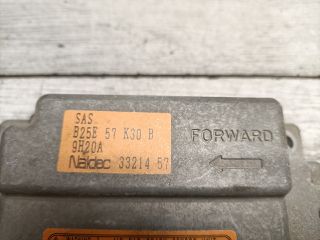 SAS
B25E 57 K30 B
9H20A
Naldec 33214 57
FORWARD